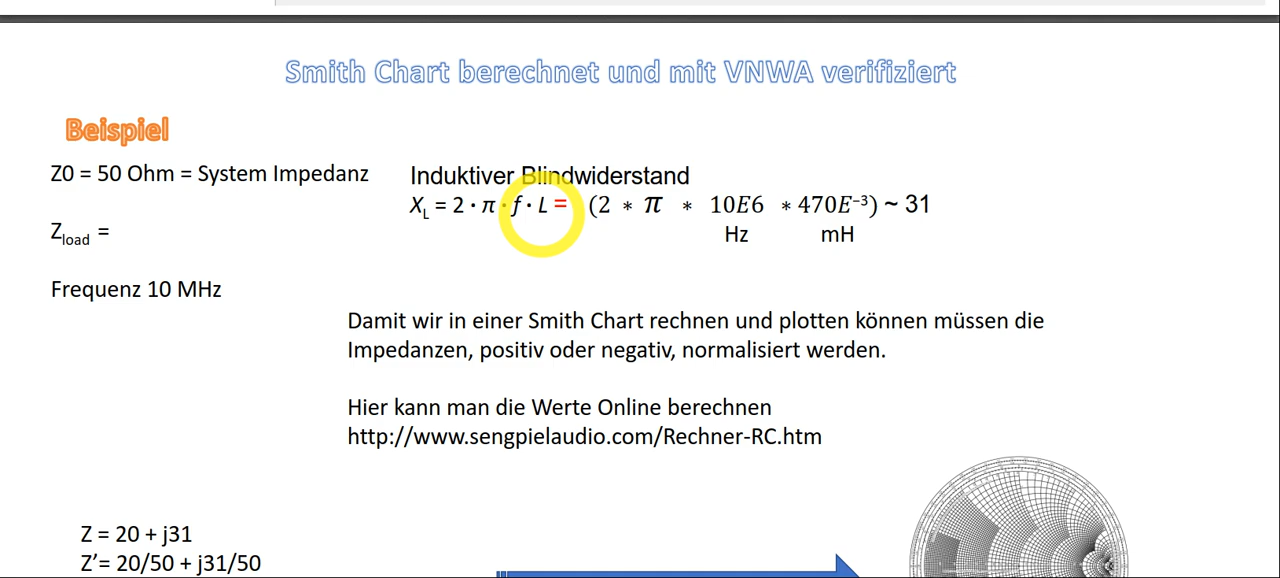 Smith Chart berechnet und mit VNWA verifiziert
Beispiel
Z0 = 50 Ohm = System Impedanz
Induktiver Blindwiderstand
XL = 2 · π · f · L = (2 * π * 10E6 * 470E⁻³) ~ 31
Hz mH
Zload =
Frequenz 10 MHz
Damit wir in einer Smith Chart rechnen und plotten können müssen die
Impedanzen, positiv oder negativ, normalisiert werden.
Hier kann man die Werte Online berechnen
http://www.sengpielaudio.com/Rechner-RC.htm
Z = 20 + j31
Z’= 20/50 + j31/50